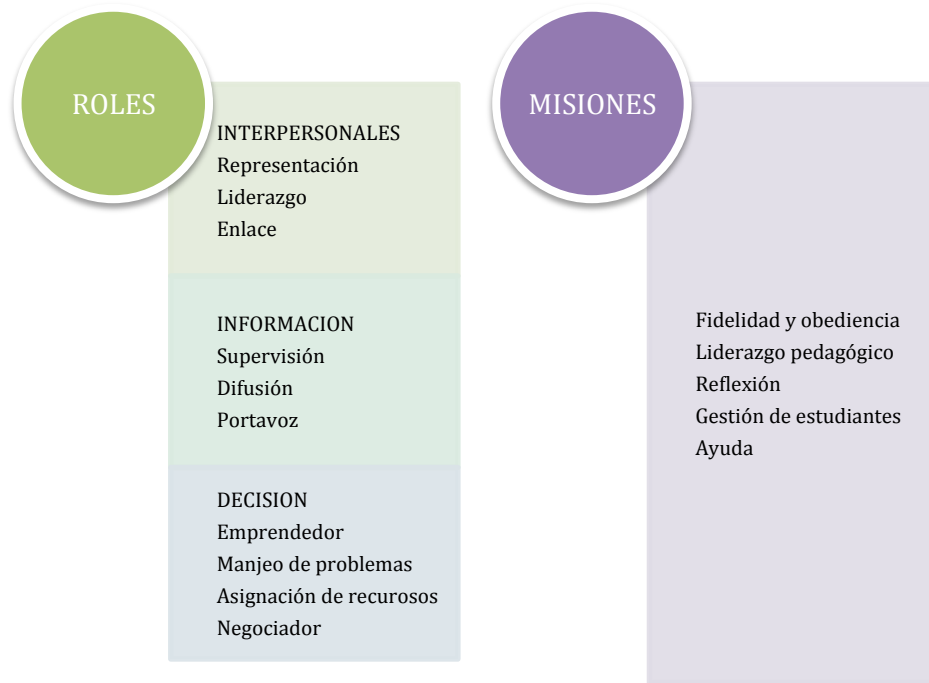 ROLES
INTERPERSONALES
Representación
Liderazgo
Enlace
INFORMACION
Supervisión
Difusión
Portavoz
DECISION
Emprendedor
Manjeo de problemas
Asignación de recurosos
Negociador
MISIONES
Fidelidad y obediencia
Liderazgo pedagógico
Reflexión
Gestión de estudiantes
Ayuda